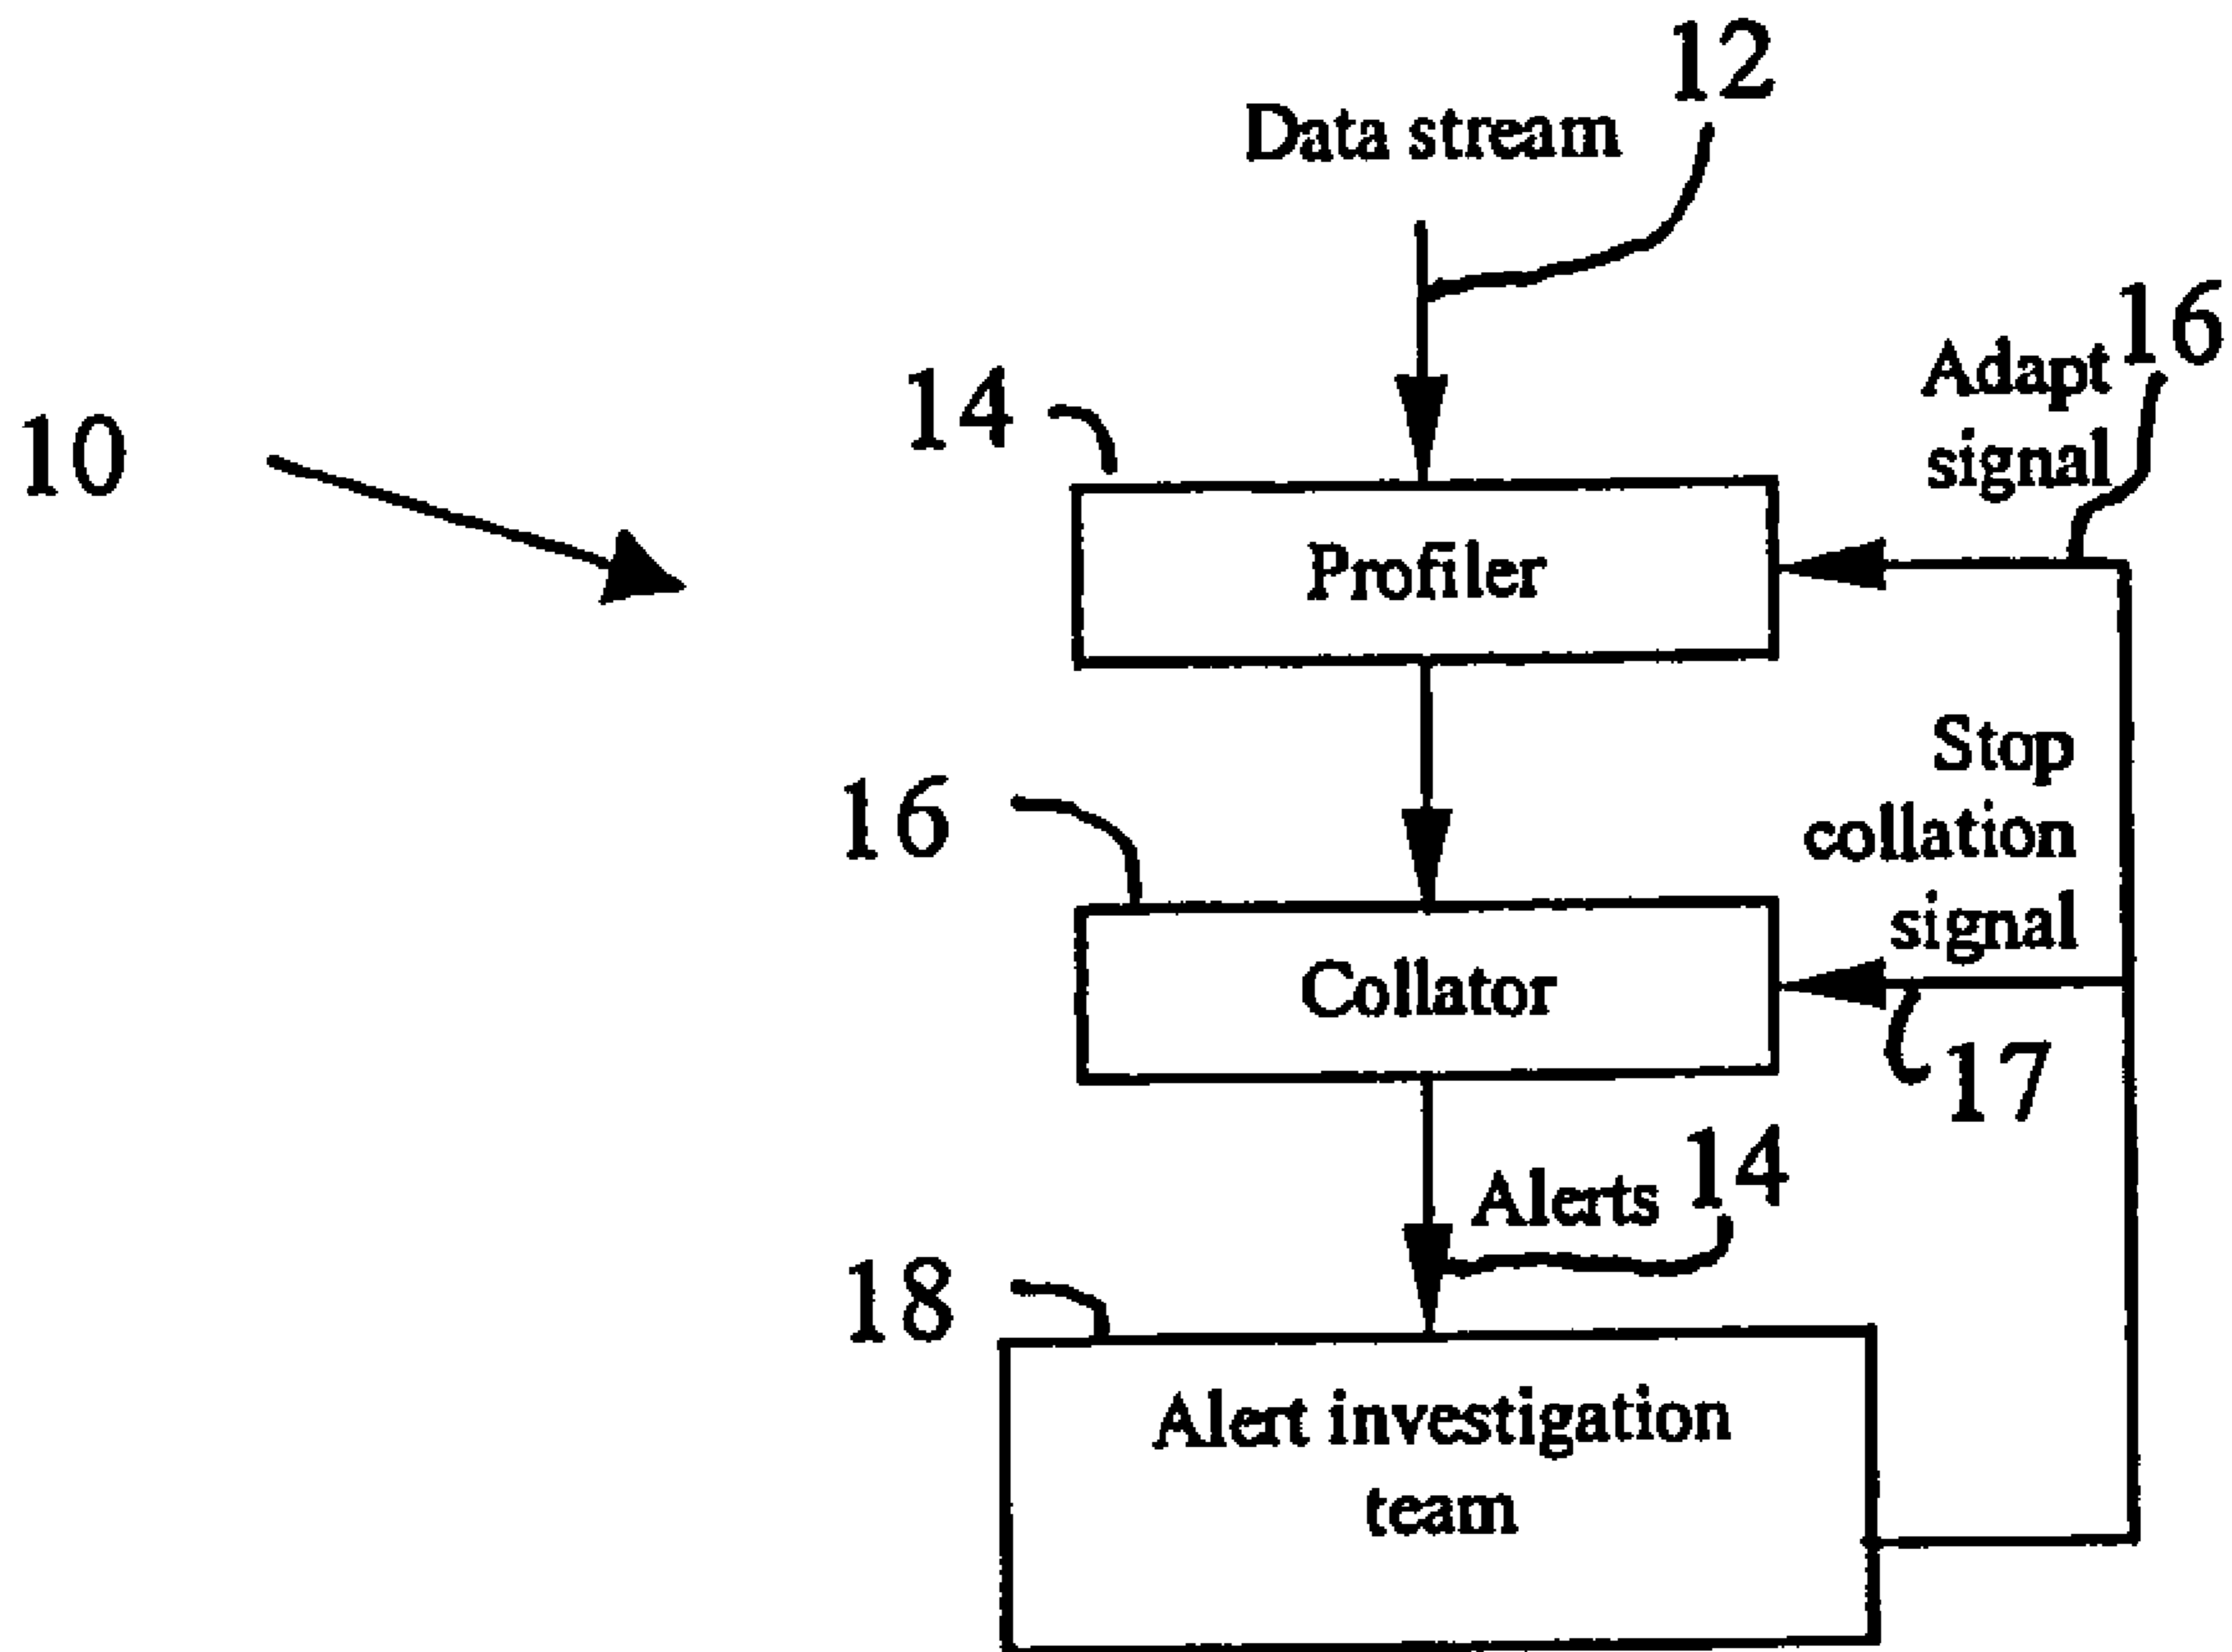 12
Data stream
16
Adapt
signal
14
10
Profiler
Stop
collation
signal
16
Collator
17
Alerts 14
18
Alert investigation
team